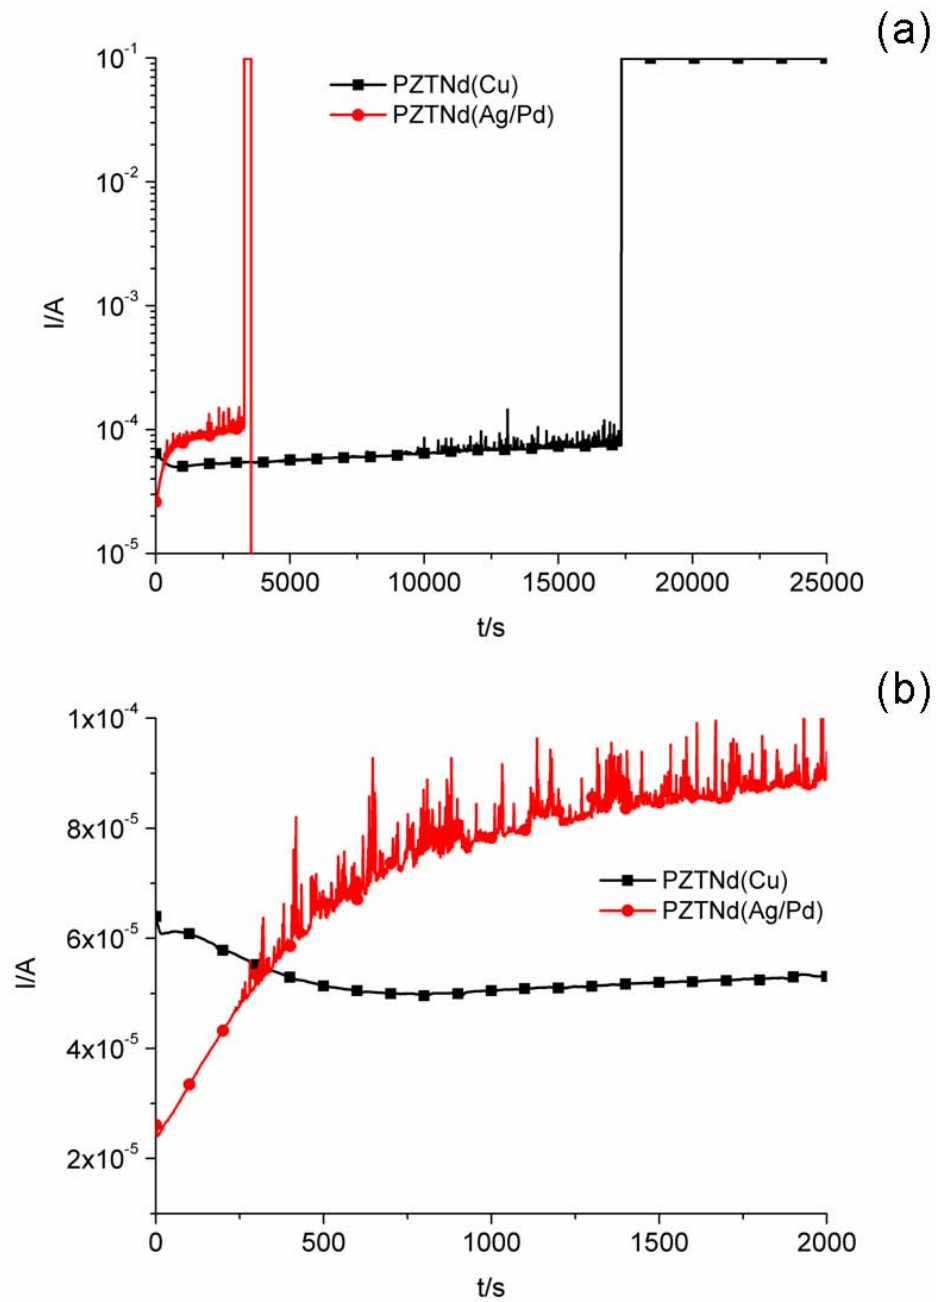 (a)
10⁻¹
PZTNd(Cu)
PZTNd(Ag/Pd)
10⁻²
10⁻³
I/A
10⁻⁴
10⁻⁵
0 5000 10000 15000 20000 25000
t/s
(b)
1x10⁻⁴
8x10⁻⁵
PZTNd(Cu)
PZTNd(Ag/Pd)
6x10⁻⁵
I/A
4x10⁻⁵
2x10⁻⁵
0 500 1000 1500 2000
t/s